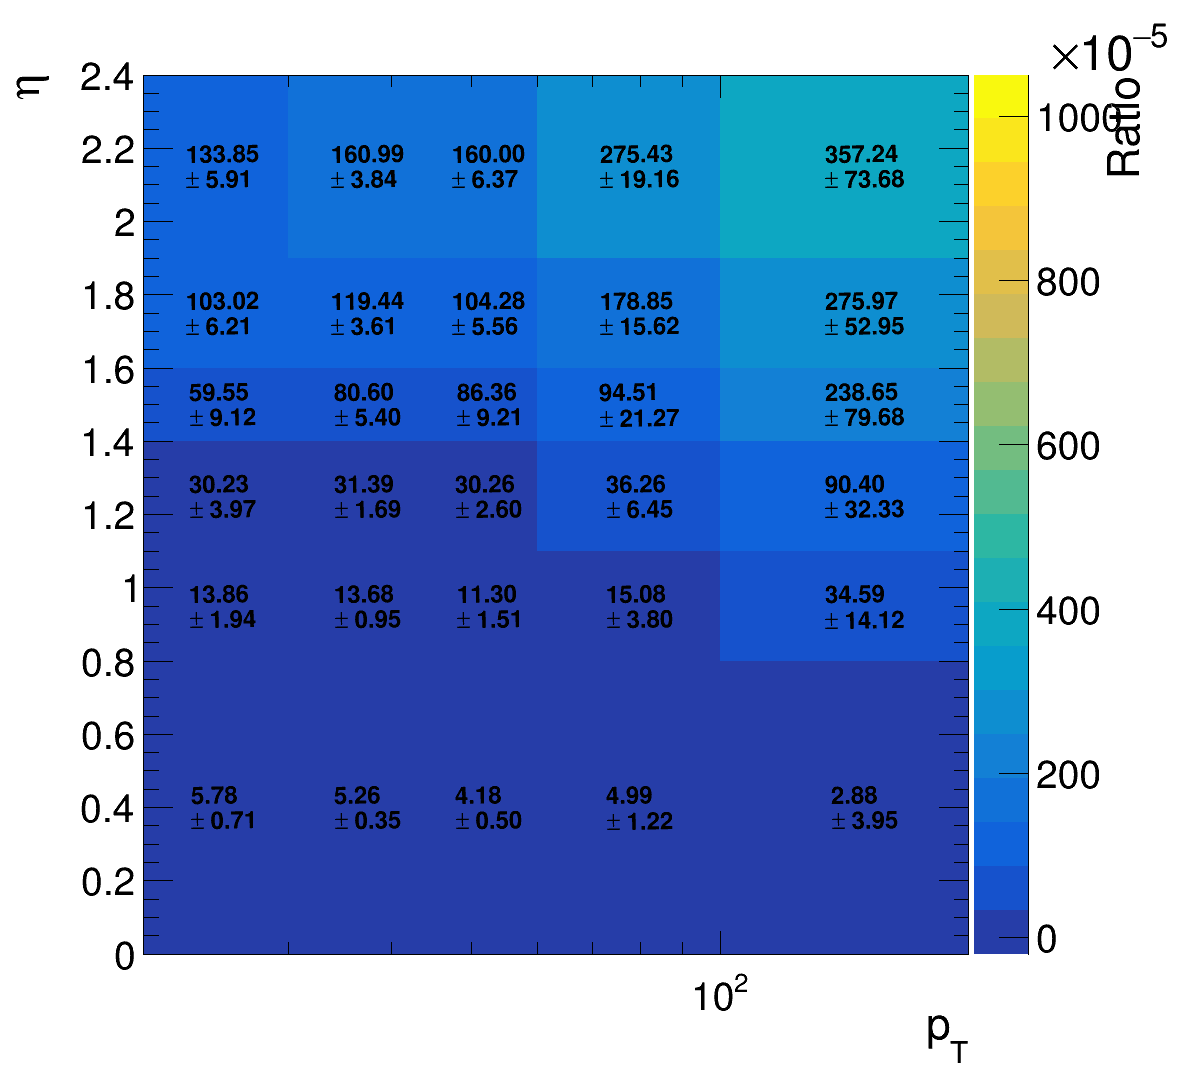 ×10⁻⁵
Ratio
η
2.4
2.2
2
1.8
1.6
1.4
1.2
1
0.8
0.6
0.4
0.2
0
133.85 160.99 160.00 275.43 357.24
± 5.91 ± 3.84 ± 6.37 ± 19.16 ± 73.68
103.02 119.44 104.28 178.85 275.97
± 6.21 ± 3.61 ± 5.56 ± 15.62 ± 52.95
59.55 80.60 86.36 94.51 238.65
± 9.12 ± 5.40 ± 9.21 ± 21.27 ± 79.68
30.23 31.39 30.26 36.26 90.40
± 3.97 ± 1.69 ± 2.60 ± 6.45 ± 32.33
13.86 13.68 11.30 15.08 34.59
± 1.94 ± 0.95 ± 1.51 ± 3.80 ± 14.12
5.78 5.26 4.18 4.99 2.88
± 0.71 ± 0.35 ± 0.50 ± 1.22 ± 3.95
1000
800
600
400
200
0
10²
p_T